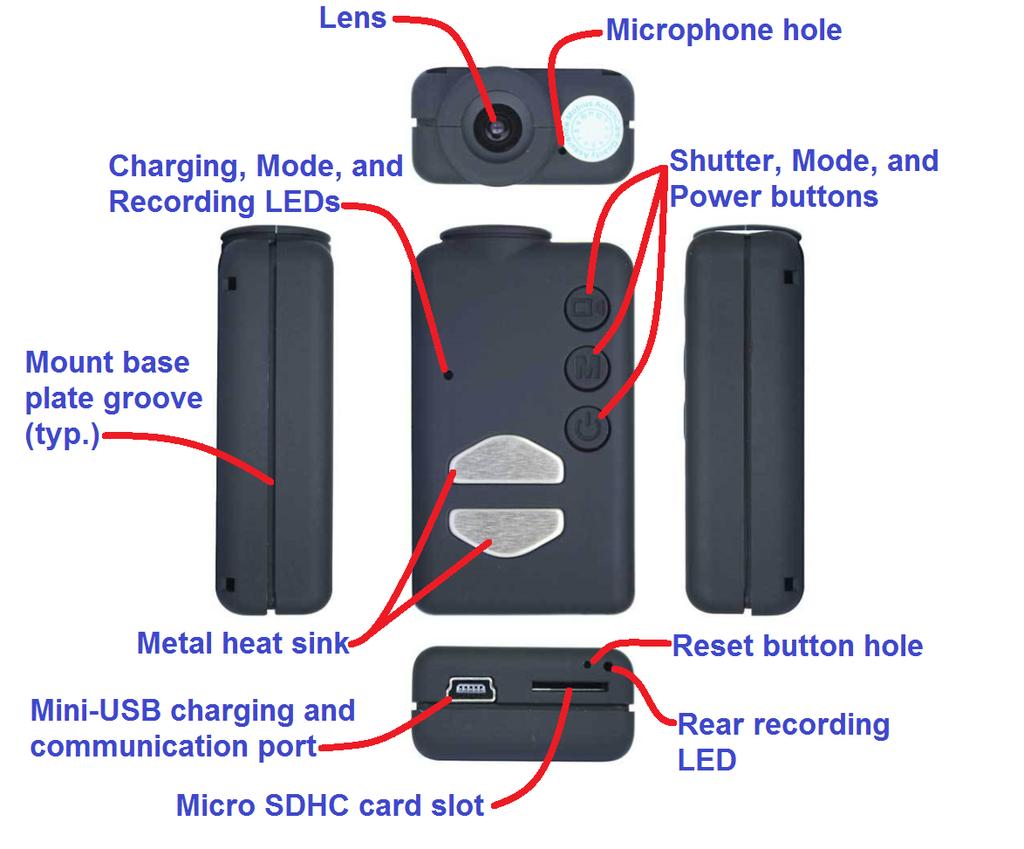 Lens
Microphone hole
Charging, Mode, and
Recording LEDs
Shutter, Mode, and
Power buttons
M
Mount base
plate groove
(typ.)
Metal heat sink
Reset button hole
Mini-USB charging and
communication port
Rear recording
LED
Micro SDHC card slot